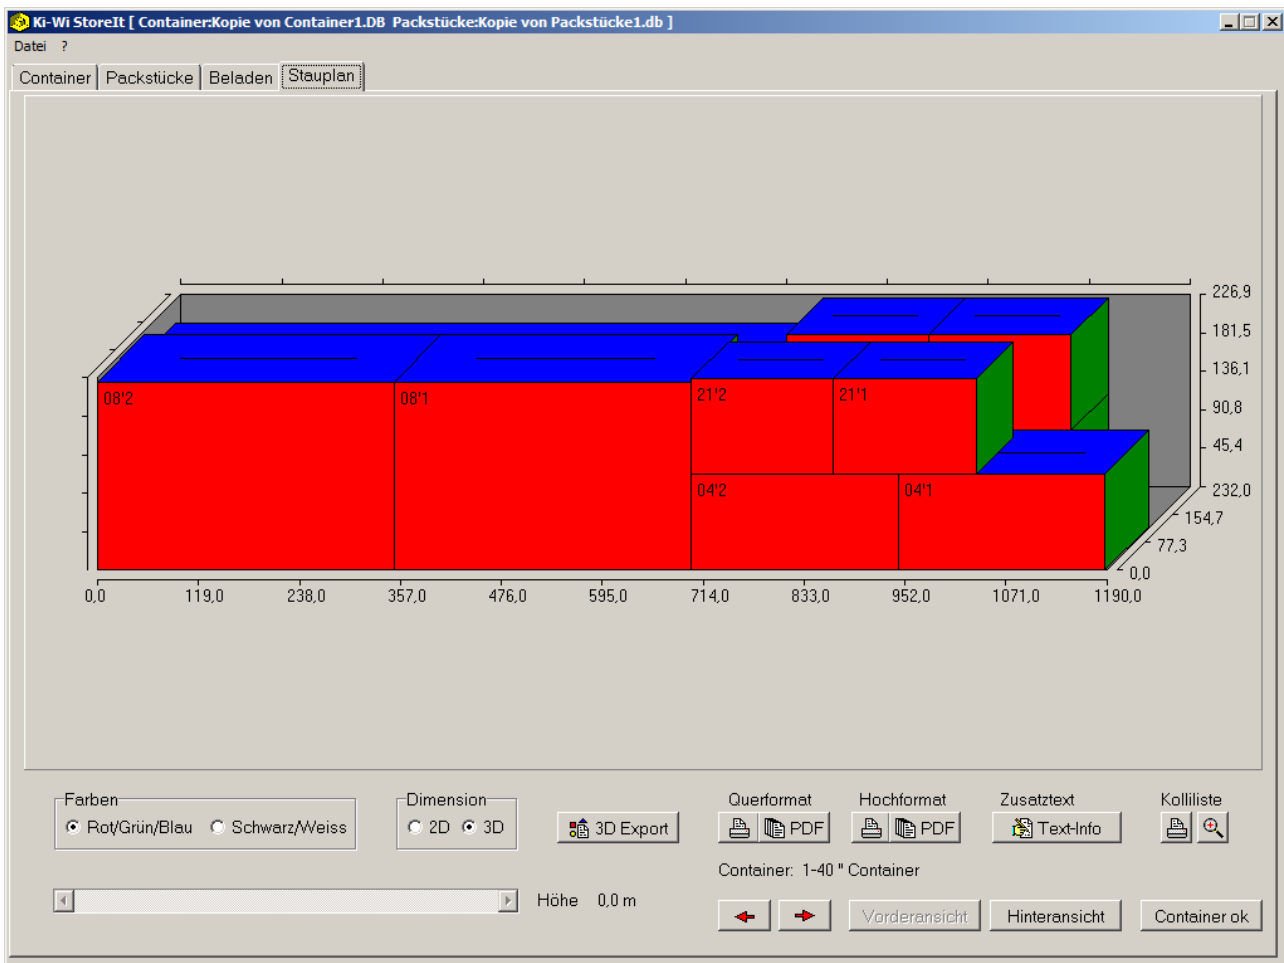 Ki-Wi StoreIt [ Container:Kopie von Container1.DB  Packstücke:Kopie von Packstücke1.db ]
Datei ?
Container Packstücke Beladen Stauplan
226,9
181,5
136,1
90,8
45,4
232,0
154,7
77,3
0,0
08'2 08'1 21'2 21'1
04'2 04'1
0,0 119,0 238,0 357,0 476,0 595,0 714,0 833,0 952,0 1071,0 1190,0
Farben Dimension Querformat Hochformat Zusatztext Kolliliste
Rot/Grün/Blau Schwarz/Weiss 2D 3D 3D Export PDF PDF Text-Info
Container: 1-40 " Container
Höhe 0,0 m
Vorderansicht Hinteransicht Container ok